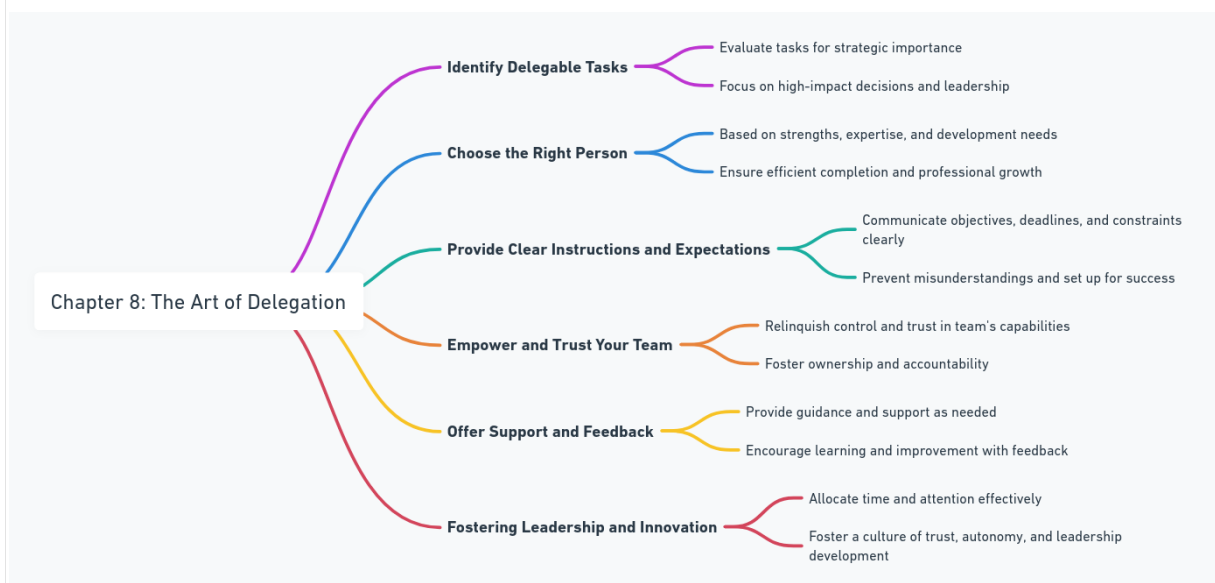 Chapter 8: The Art of Delegation
Identify Delegable Tasks
Evaluate tasks for strategic importance
Focus on high-impact decisions and leadership
Choose the Right Person
Based on strengths, expertise, and development needs
Ensure efficient completion and professional growth
Provide Clear Instructions and Expectations
Communicate objectives, deadlines, and constraints
clearly
Prevent misunderstandings and set up for success
Empower and Trust Your Team
Relinquish control and trust in team's capabilities
Foster ownership and accountability
Offer Support and Feedback
Provide guidance and support as needed
Encourage learning and improvement with feedback
Fostering Leadership and Innovation
Allocate time and attention effectively
Foster a culture of trust, autonomy, and leadership
development